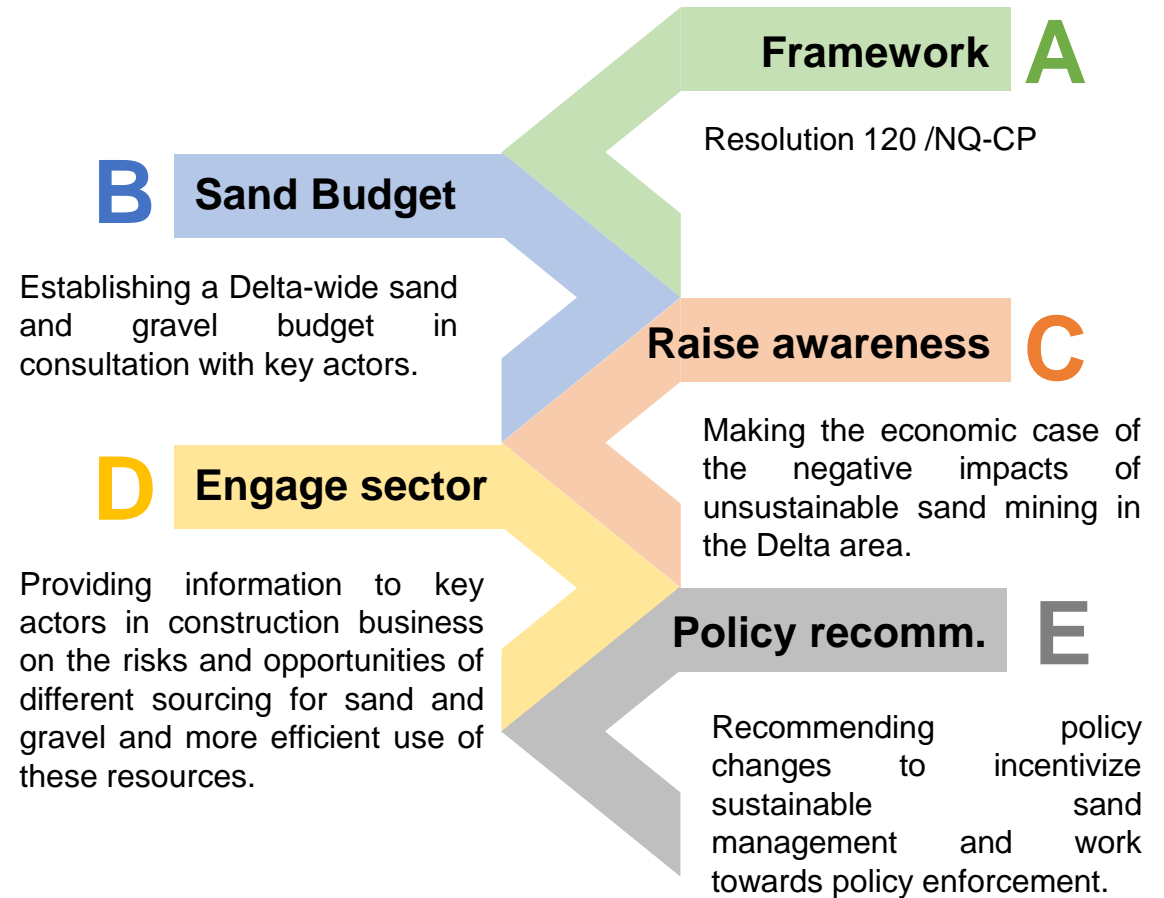 Framework A
Resolution 120 /NQ-CP
B Sand Budget
Establishing a Delta-wide sand
and gravel budget in
consultation with key actors.
Raise awareness C
Making the economic case of
the negative impacts of
unsustainable sand mining in
the Delta area.
D Engage sector
Providing information to key
actors in construction business
on the risks and opportunities of
different sourcing for sand and
gravel and more efficient use of
these resources.
Policy recomm. E
Recommending policy
changes to incentivize
sustainable sand
management and work
towards policy enforcement.